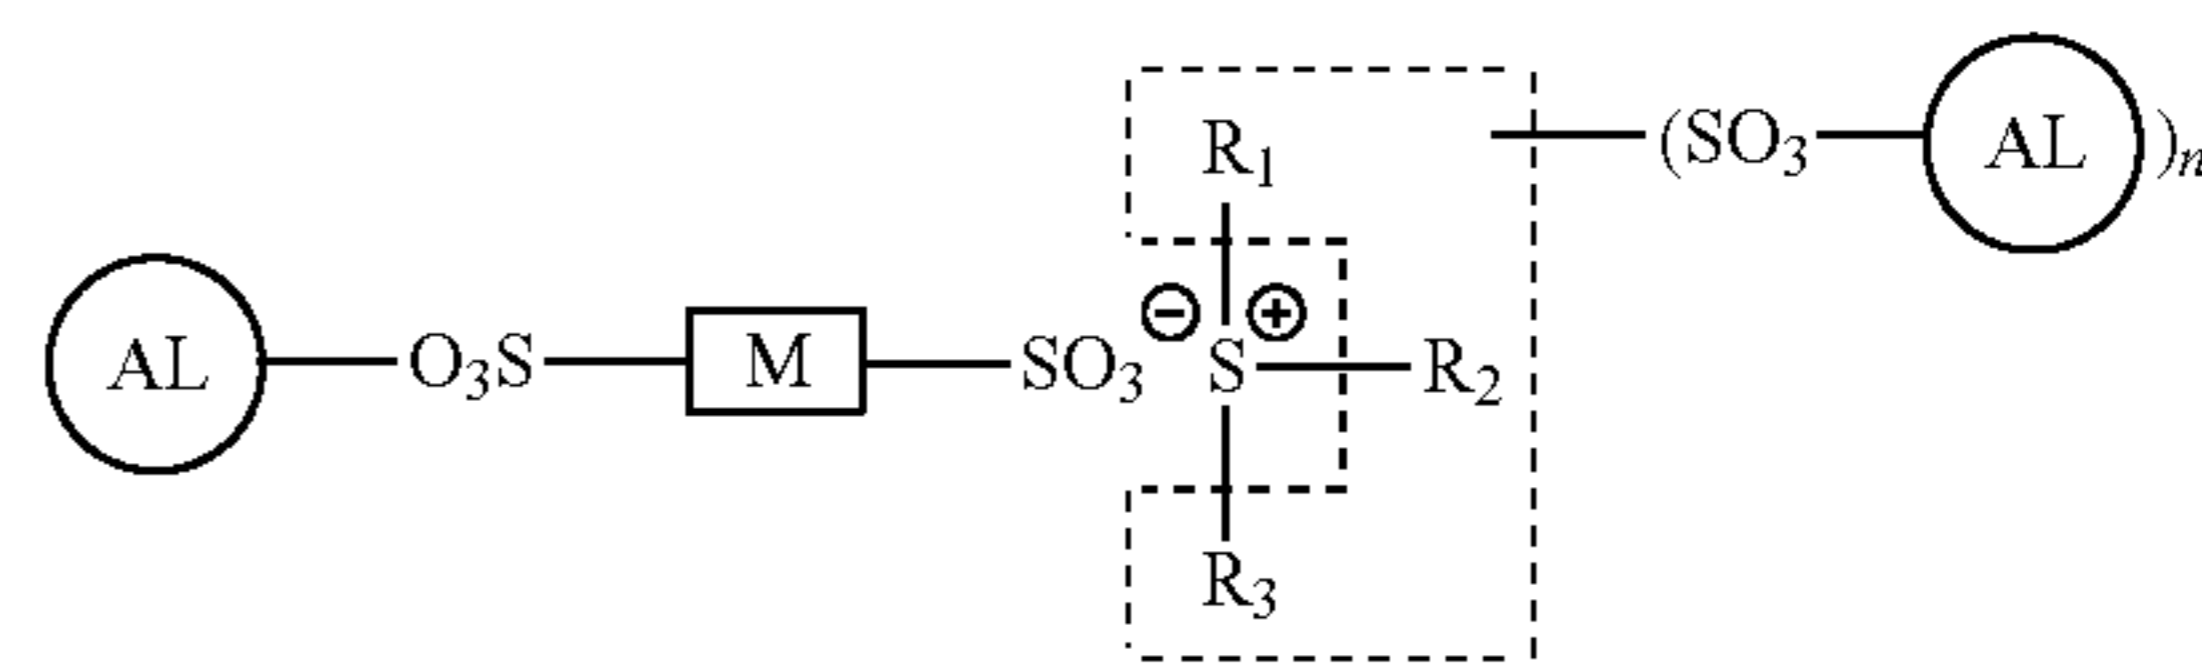 R₁ (SO₃ AL )ₙ
AL O₃S M SO₃ ⊖ ⊕ S R₂
R₃